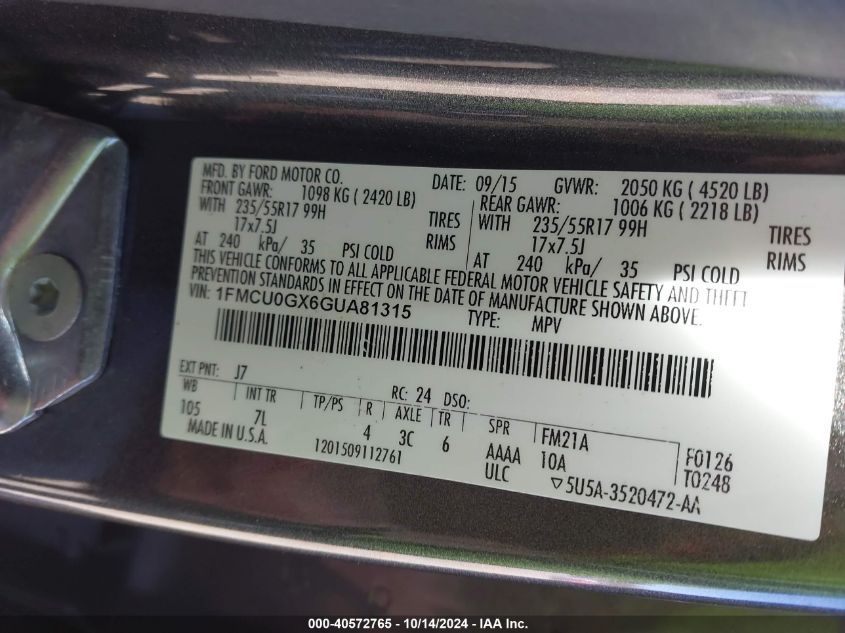 MFD. BY FORD MOTOR CO. DATE: 09/15 GVWR: 2050 KG ( 4520 LB)
FRONT GAWR: 1098 KG ( 2420 LB) REAR GAWR: 1006 KG ( 2218 LB)
WITH 235/55R17 99H TIRES WITH 235/55R17 99H TIRES
17x7.5J RIMS 17x7.5J RIMS
AT 240 kPa/ 35 PSI COLD AT 240 kPa/ 35 PSI COLD
THIS VEHICLE CONFORMS TO ALL APPLICABLE FEDERAL MOTOR VEHICLE SAFETY AND THEFT
PREVENTION STANDARDS IN EFFECT ON THE DATE OF MANUFACTURE SHOWN ABOVE.
VIN: 1FMCU0GX6GUA81315 TYPE: MPV
EXT PNT: J7 RC: 24 DSO:
WB INT TR TP/PS R AXLE TR SPR FM21A F0126
105 7L 4 3C 6 AAAA 10A T0248
MADE IN U.S.A. 1201509112761 ULC ▽5U5A-3520472-AA
000-40572765 - 10/14/2024 - © IAA Inc.